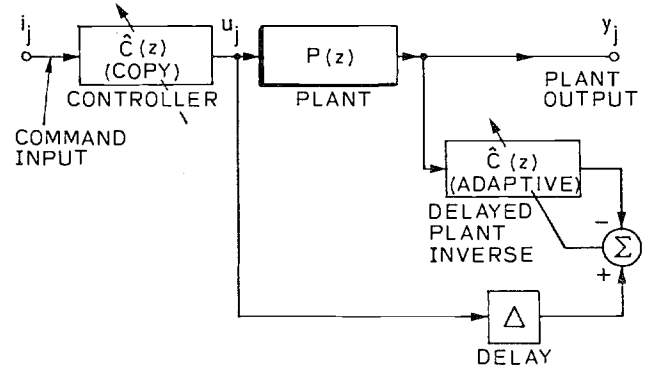 i_j
Ĉ(z)
(COPY)
CONTROLLER
COMMAND
INPUT
u_j
P(z)
PLANT
y_j
PLANT
OUTPUT
Ĉ(z)
(ADAPTIVE)
DELAYED
PLANT
INVERSE
−
Σ
+
Δ
DELAY